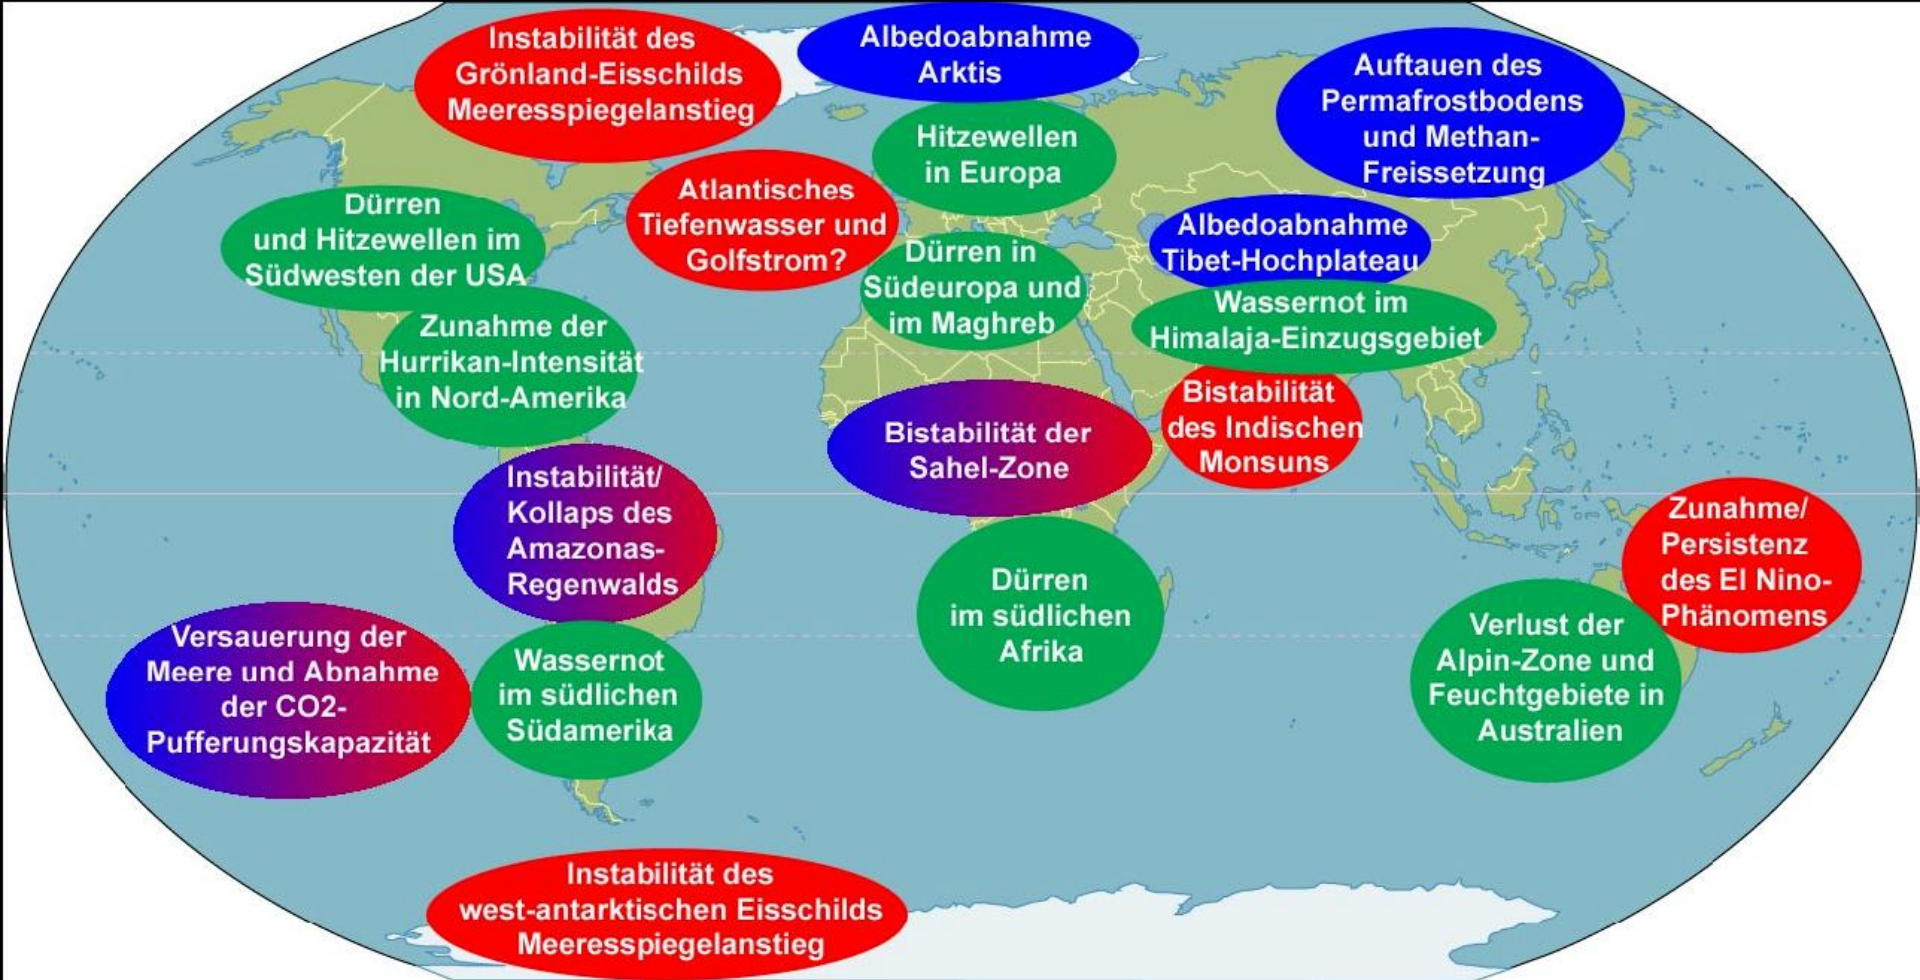 Instabilität des
Grönland-Eisschilds
Meeresspiegelanstieg
Albedoabnahme
Arktis
Auftauen des
Permafrostbodens
und Methan-
Freissetzung
Hitzewellen
in Europa
Atlantisches
Tiefenwasser und
Golfstrom?
Dürren
und Hitzewellen im
Südwesten der USA
Albedoabnahme
Tibet-Hochplateau
Dürren in
Südeuropa und
im Maghreb
Wassernot im
Himalaja-Einzugsgebiet
Zunahme der
Hurrikan-Intensität
in Nord-Amerika
Bistabilität
des Indischen
Monsuns
Bistabilität der
Sahel-Zone
Instabilität/
Kollaps des
Amazonas-
Regenwalds
Zunahme/
Persistenz
des El Nino-
Phänomens
Dürren
im südlichen
Afrika
Verlust der
Alpin-Zone und
Feuchtgebiete in
Australien
Versauerung der
Meere und Abnahme
der CO2-
Pufferungskapazität
Wassernot
im südlichen
Südamerika
Instabilität des
west-antarktischen Eisschilds
Meeresspiegelanstieg